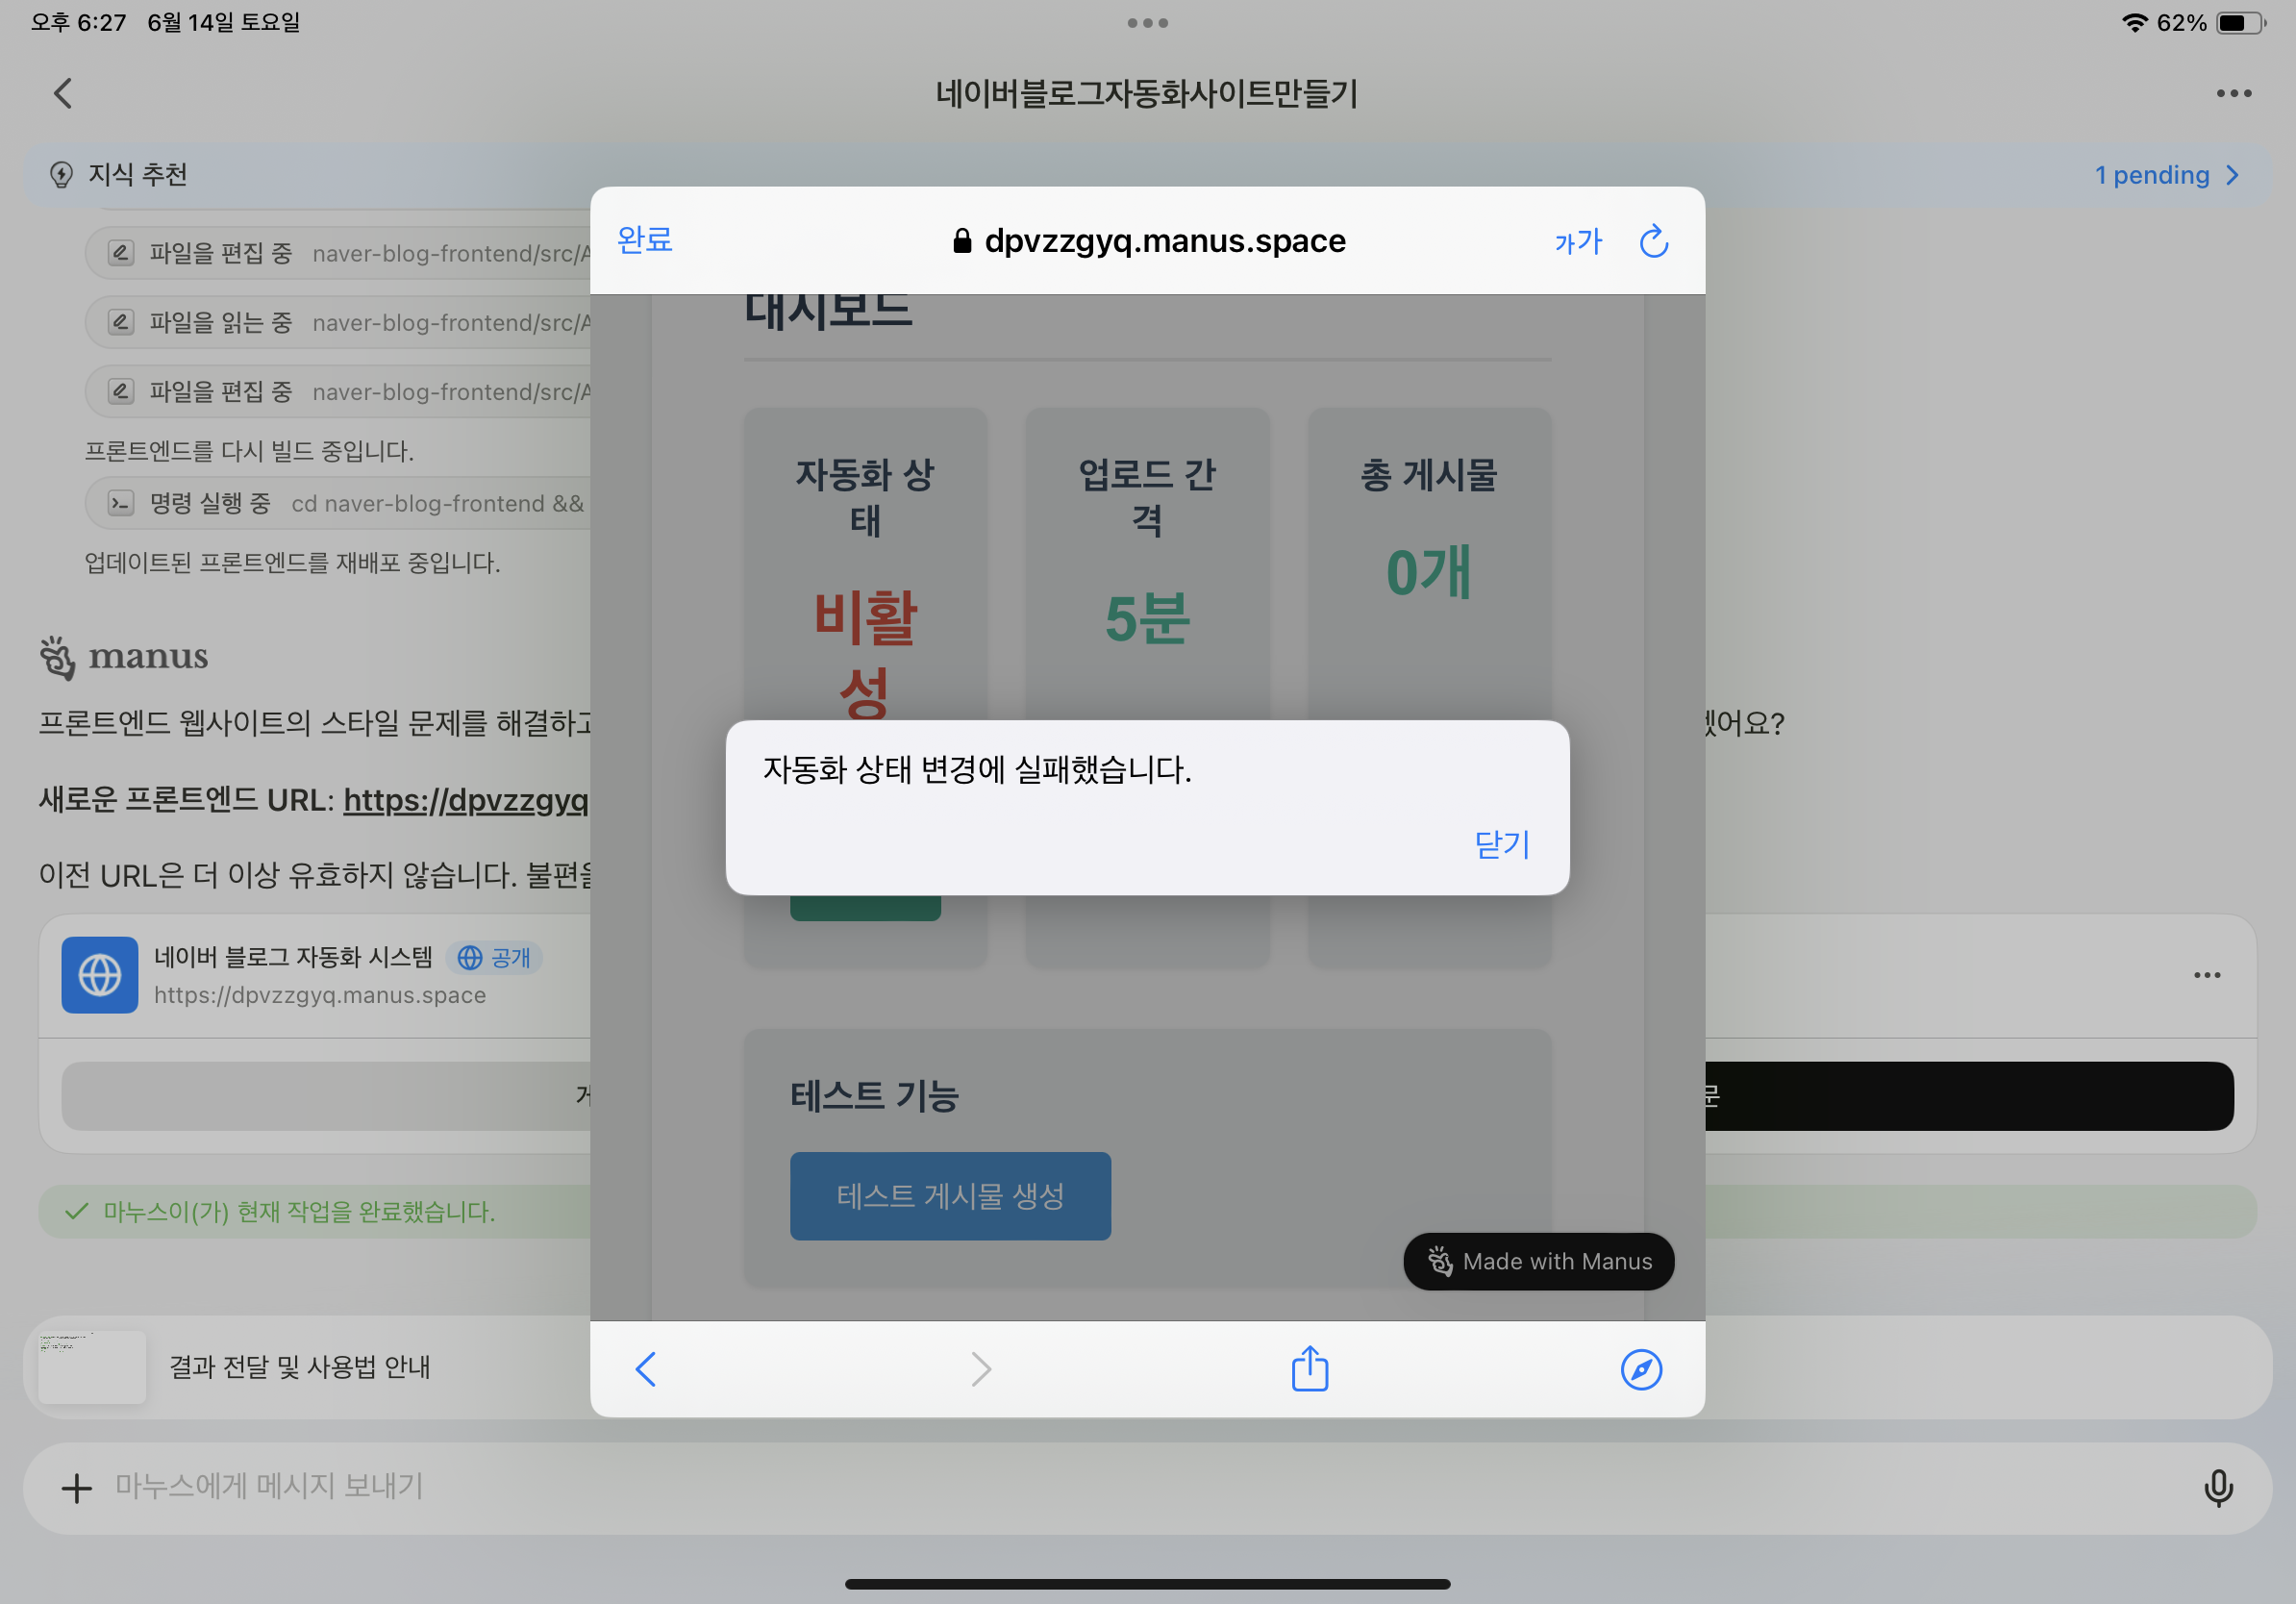 오후 6:27 6월 14일 토요일
62%
네이버블로그자동화사이트만들기
지식 추천
1 pending
파일을 편집 중 naver-blog-frontend/src/
파일을 읽는 중 naver-blog-frontend/src/
파일을 편집 중 naver-blog-frontend/src/
프론트엔드를 다시 빌드 중입니다.
명령 실행 중 cd naver-blog-frontend &&
업데이트된 프론트엔드를 재배포 중입니다.
manus
프론트엔드 웹사이트의 스타일 문제를 해결하고
어요?
새로운 프론트엔드 URL: https://dpvzzgyq
이전 URL은 더 이상 유효하지 않습니다.
네이버 블로그 자동화 시스템 공개
https://dpvzzgyq.manus.space
마누스이(가) 현재 작업을 완료했습니다.
결과 전달 및 사용법 안내
마누스에게 메시지 보내기
완료
dpvzzgyq.manus.space
가가
대시보드
자동화 상
태
비활
성
업로드 간
격
5분
총 게시물
0개
자동화 상태 변경에 실패했습니다.
닫기
테스트 기능
테스트 게시물 생성
Made with Manus